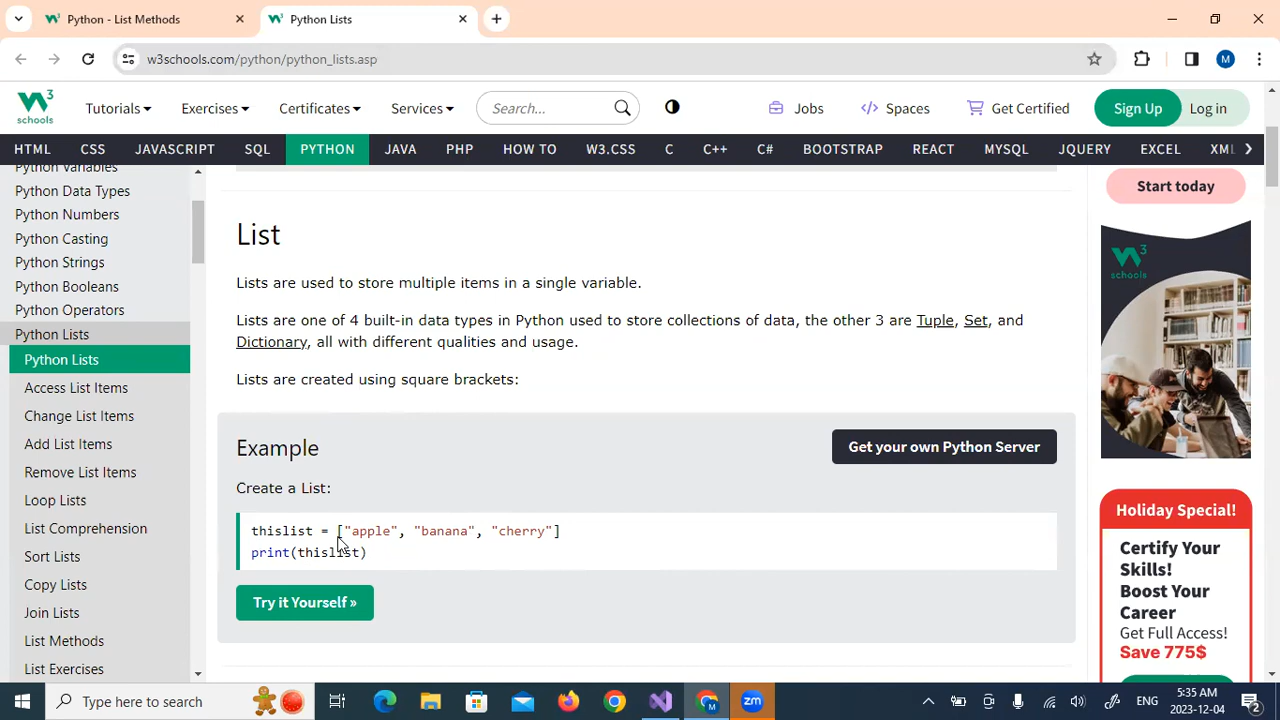 Python - List Methods
Python Lists
w3schools.com/python/python_lists.asp
M
W3
schools
Tutorials
Exercises
Certificates
Services
Search...
Jobs
Spaces
Get Certified
Sign Up
Log in
HTML CSS JAVASCRIPT SQL PYTHON JAVA PHP HOW TO W3.CSS C C++ C# BOOTSTRAP REACT MYSQL JQUERY EXCEL XML
Python Variables
Python Data Types
Python Numbers
Python Casting
Python Strings
Python Booleans
Python Operators
Python Lists
Python Lists
Access List Items
Change List Items
Add List Items
Remove List Items
Loop Lists
List Comprehension
Sort Lists
Copy Lists
Join Lists
List Methods
List Exercises
List
Lists are used to store multiple items in a single variable.
Lists are one of 4 built-in data types in Python used to store collections of data, the other 3 are Tuple, Set, and
Dictionary, all with different qualities and usage.
Lists are created using square brackets:
Example
Get your own Python Server
Create a List:
thislist = ["apple", "banana", "cherry"]
print(thislist)
Try it Yourself »
Start today
W3
schools
Holiday Special!
Certify Your
Skills!
Boost Your
Career
Get Full Access!
Save 775$
Type here to search
M
zm
ENG
5:35 AM
2023-12-04
2